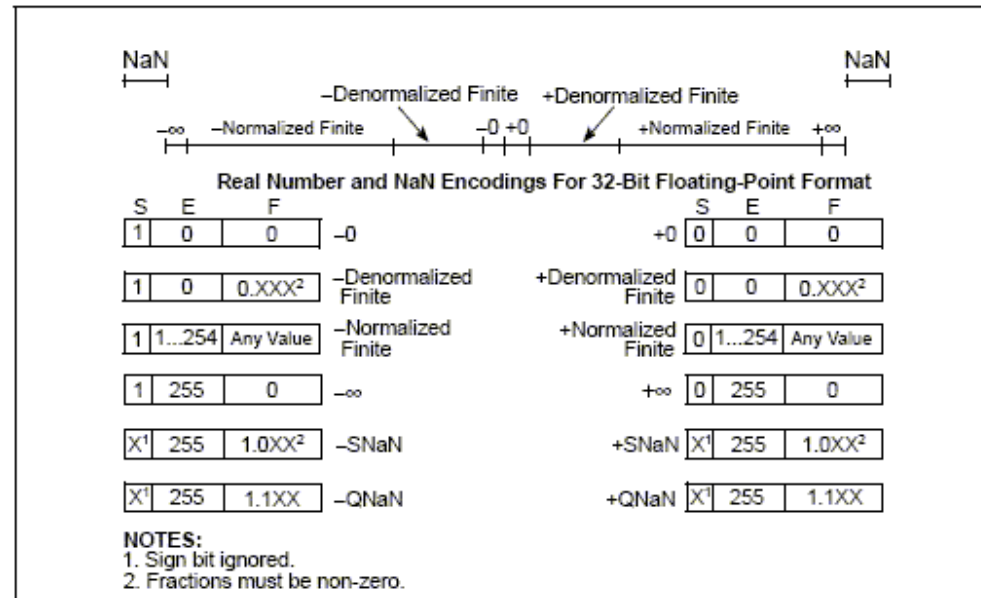 NaN NaN
–Denormalized Finite +Denormalized Finite
–∞ –Normalized Finite –0 +0 +Normalized Finite +∞
Real Number and NaN Encodings For 32-Bit Floating-Point Format
S E F S E F
1 0 0 –0 +0 0 0 0
1 0 0.XXX² –Denormalized Finite +Denormalized Finite 0 0 0.XXX²
1 1...254 Any Value –Normalized Finite +Normalized Finite 0 1...254 Any Value
1 255 0 –∞ +∞ 0 255 0
X¹ 255 1.0XX² –SNaN +SNaN X¹ 255 1.0XX²
X¹ 255 1.1XX –QNaN +QNaN X¹ 255 1.1XX
NOTES:
1. Sign bit ignored.
2. Fractions must be non-zero.